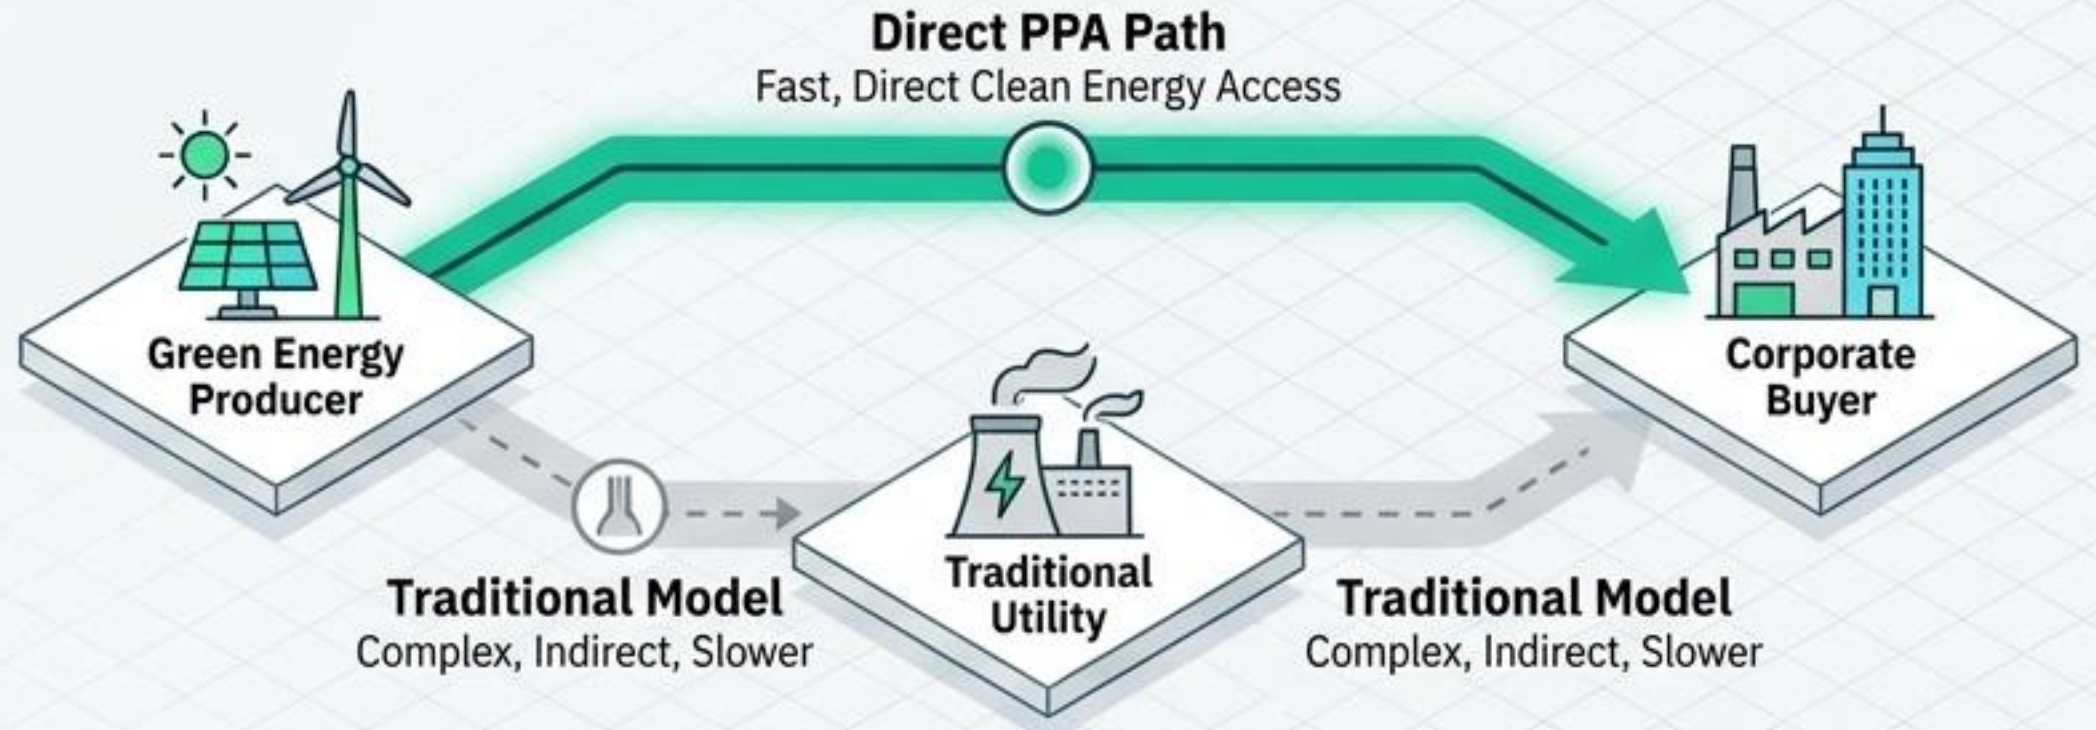 Direct PPA Path
Fast, Direct Clean Energy Access
Green Energy
Producer
Corporate
Buyer
Traditional
Utility
Traditional Model
Complex, Indirect, Slower
Traditional Model
Complex, Indirect, Slower